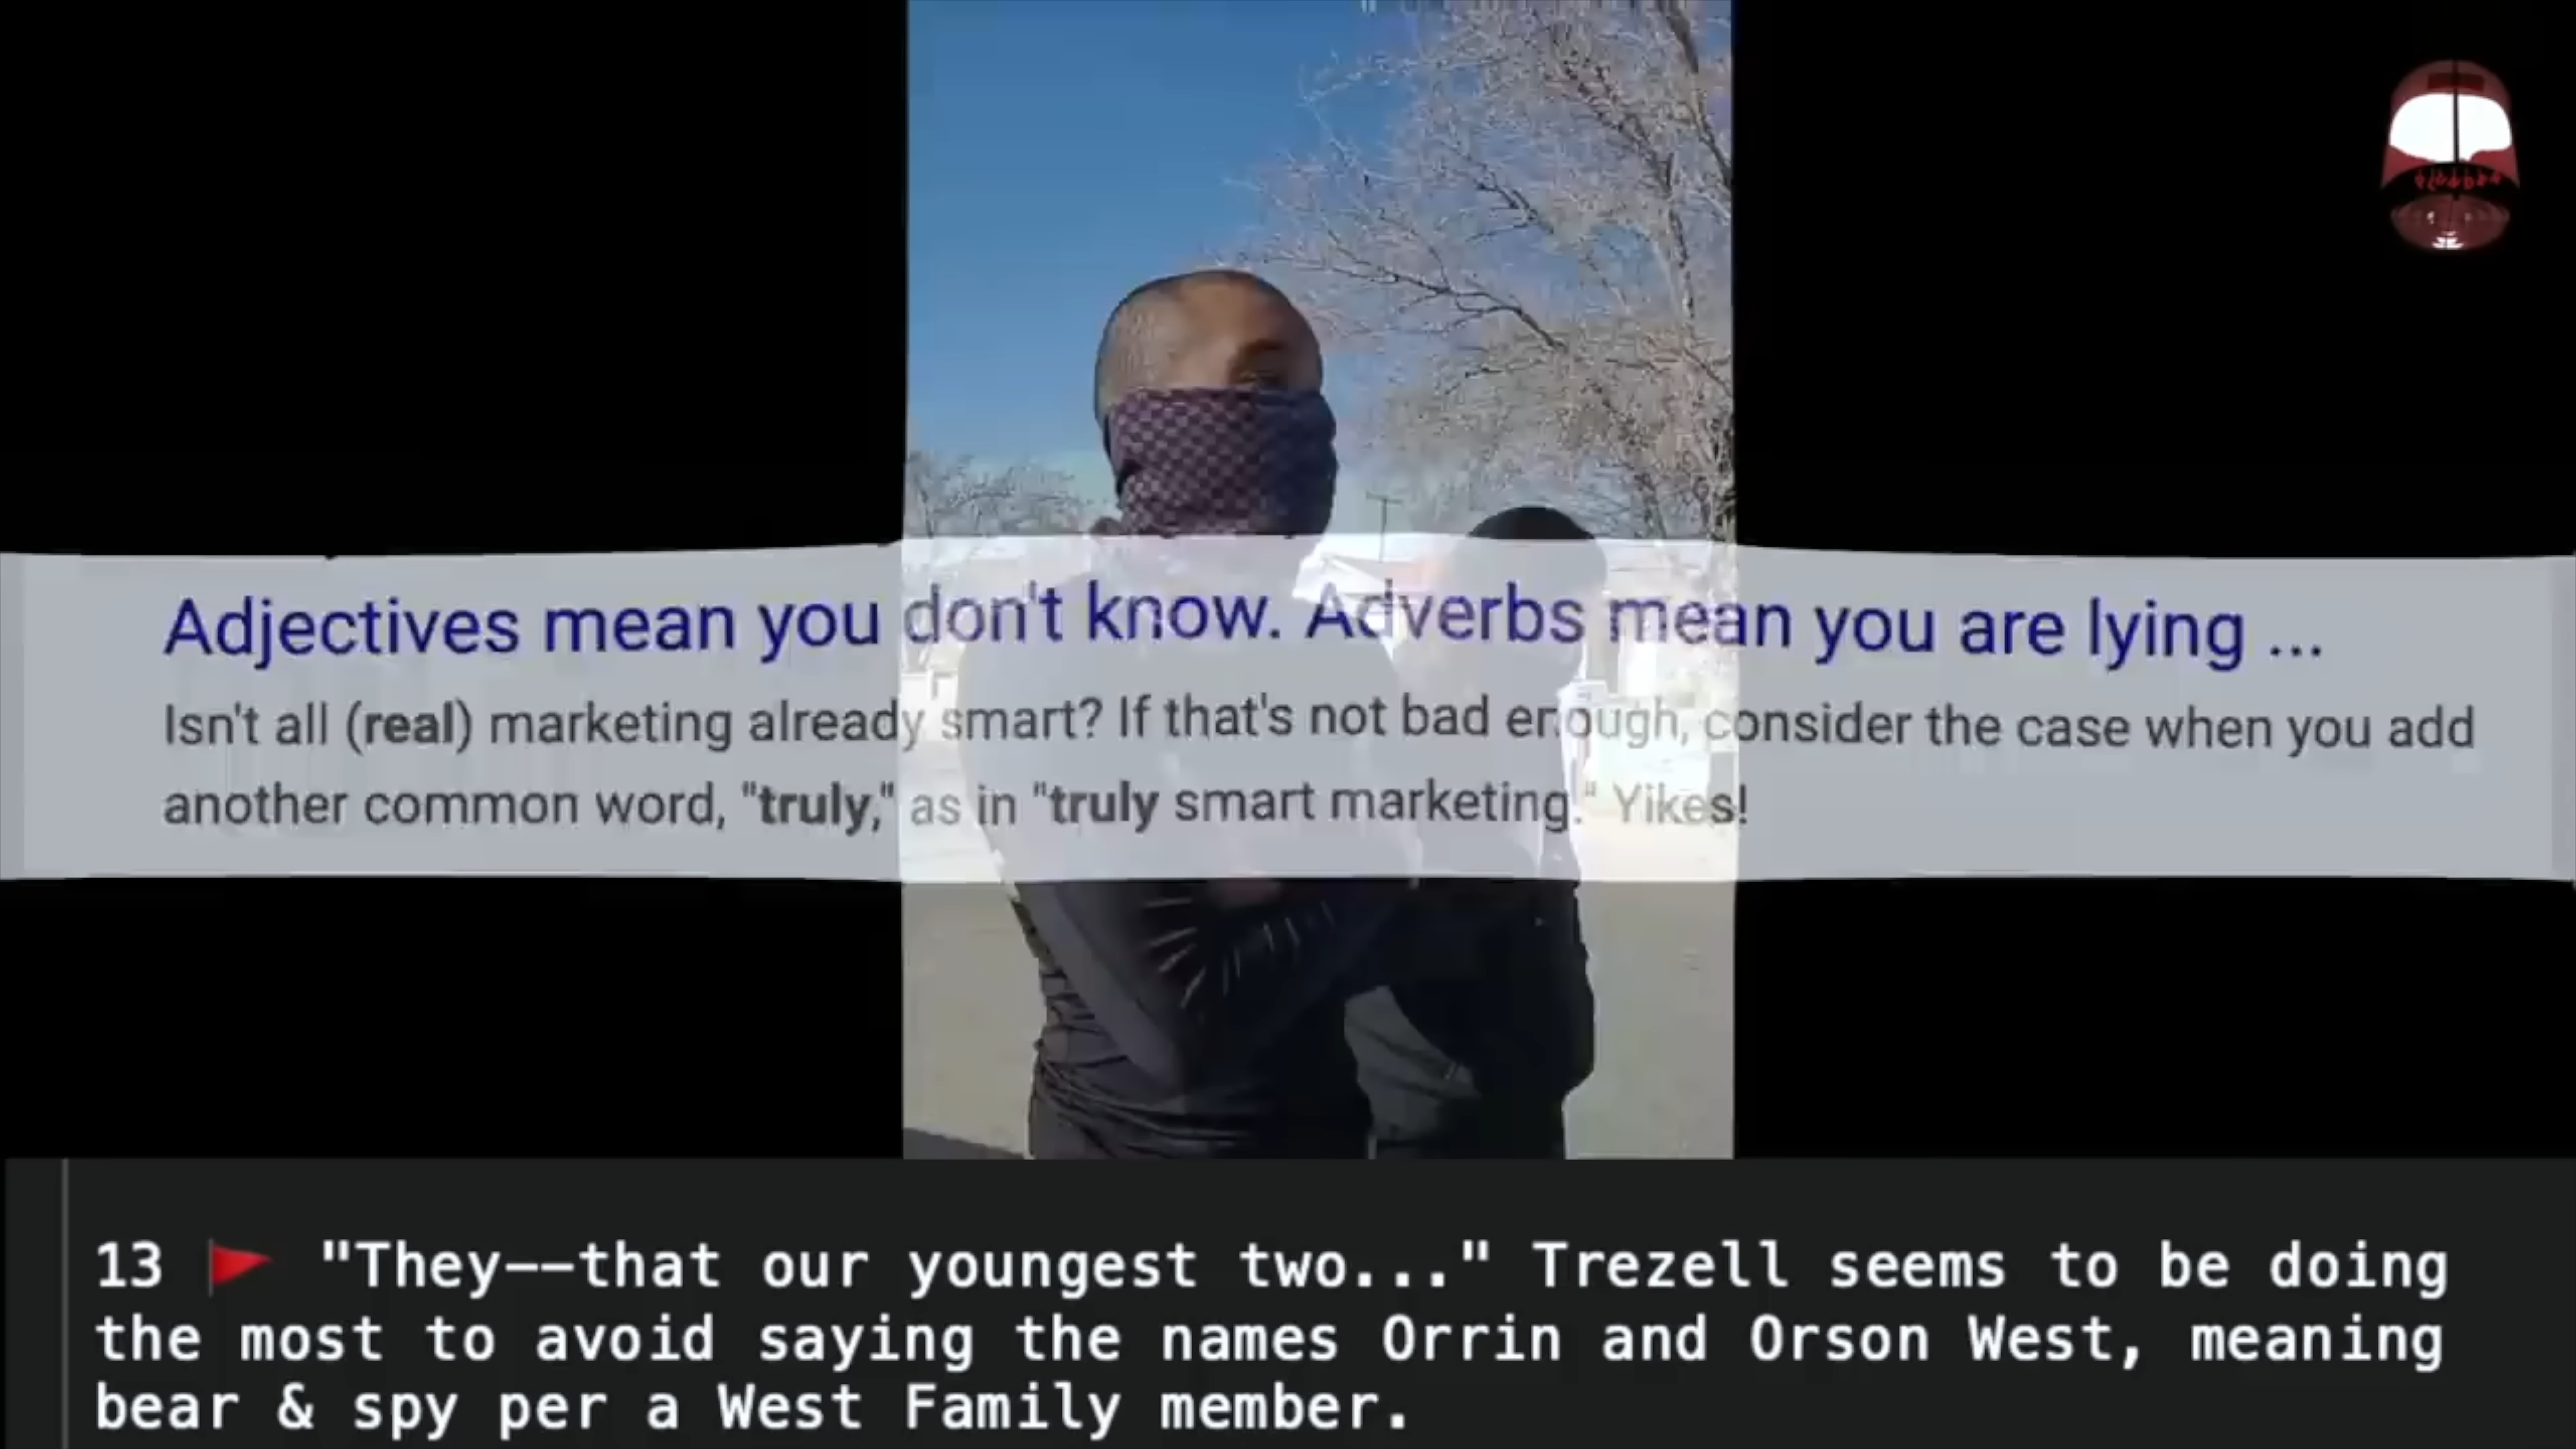 Adjectives mean you don't know. Adverbs mean you are lying ...
Isn't all (real) marketing already smart? If that's not bad enough, consider the case when you add
another common word, "truly," as in "truly smart marketing." Yikes!
13 🚩 "They--that our youngest two..." Trezell seems to be doing
the most to avoid saying the names Orrin and Orson West, meaning
bear & spy per a West Family member.